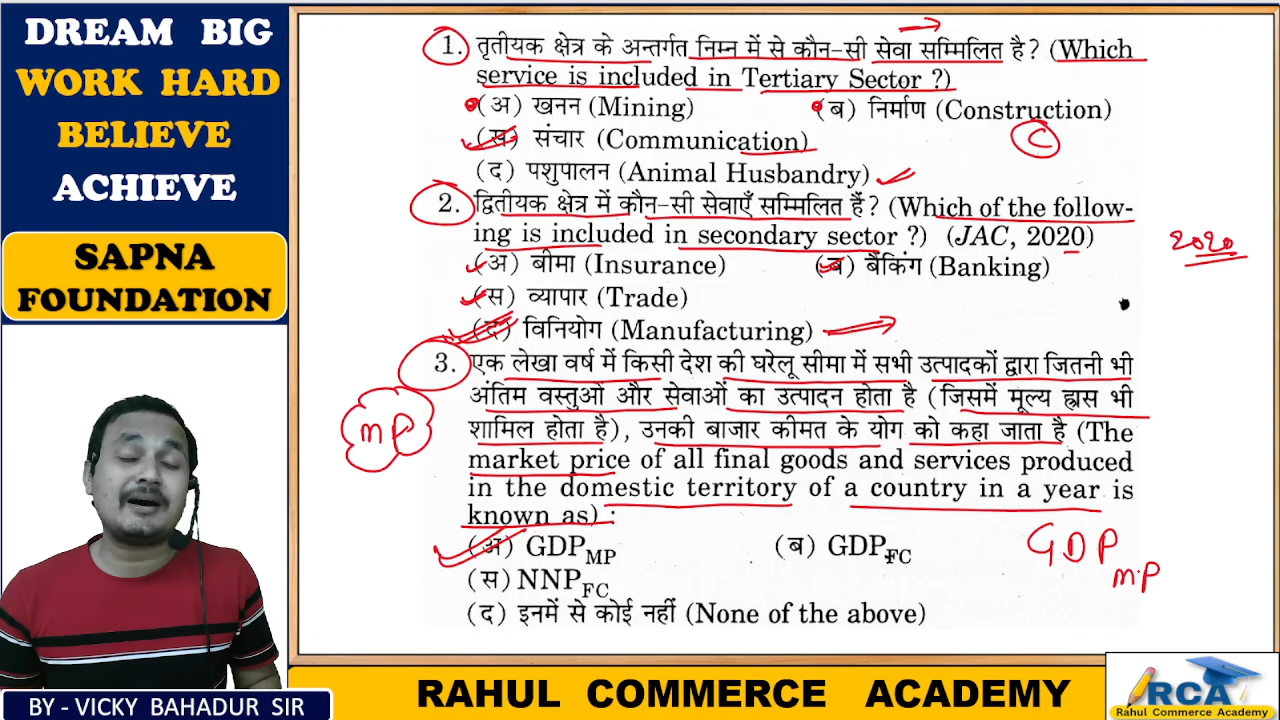 DREAM BIG
WORK HARD
BELIEVE
ACHIEVE
SAPNA
FOUNDATION
BY - VICKY BAHADUR SIR
1. तृतीयक क्षेत्र के अन्तर्गत निम्न में से कौन-सी सेवा सम्मिलित है? (Which
service is included in Tertiary Sector ?)
(अ) खनन (Mining) (ब) निर्माण (Construction)
(स) संचार (Communication) C
(द) पशुपालन (Animal Husbandry)
2. द्वितीयक क्षेत्र में कौन-सी सेवाएँ सम्मिलित हैं? (Which of the follow-
ing is included in secondary sector ?) (JAC, 2020) 2020
(अ) बीमा (Insurance) (ब) बैंकिंग (Banking)
(स) व्यापार (Trade)
(द) विनियोग (Manufacturing)
3. एक लेखा वर्ष में किसी देश की घरेलू सीमा में सभी उत्पादकों द्वारा जितनी भी
अंतिम वस्तुओं और सेवाओं का उत्पादन होता है (जिसमें मूल्य ह्रास भी
MP शामिल होता है), उनकी बाजार कीमत के योग को कहा जाता है (The
market price of all final goods and services produced
in the domestic territory of a country in a year is
known as) :
(अ) GDPMP (ब) GDPFC GDP MP
(स) NNPFC
(द) इनमें से कोई नहीं (None of the above)
RAHUL COMMERCE ACADEMY
RCA
Rahul Commerce Academy